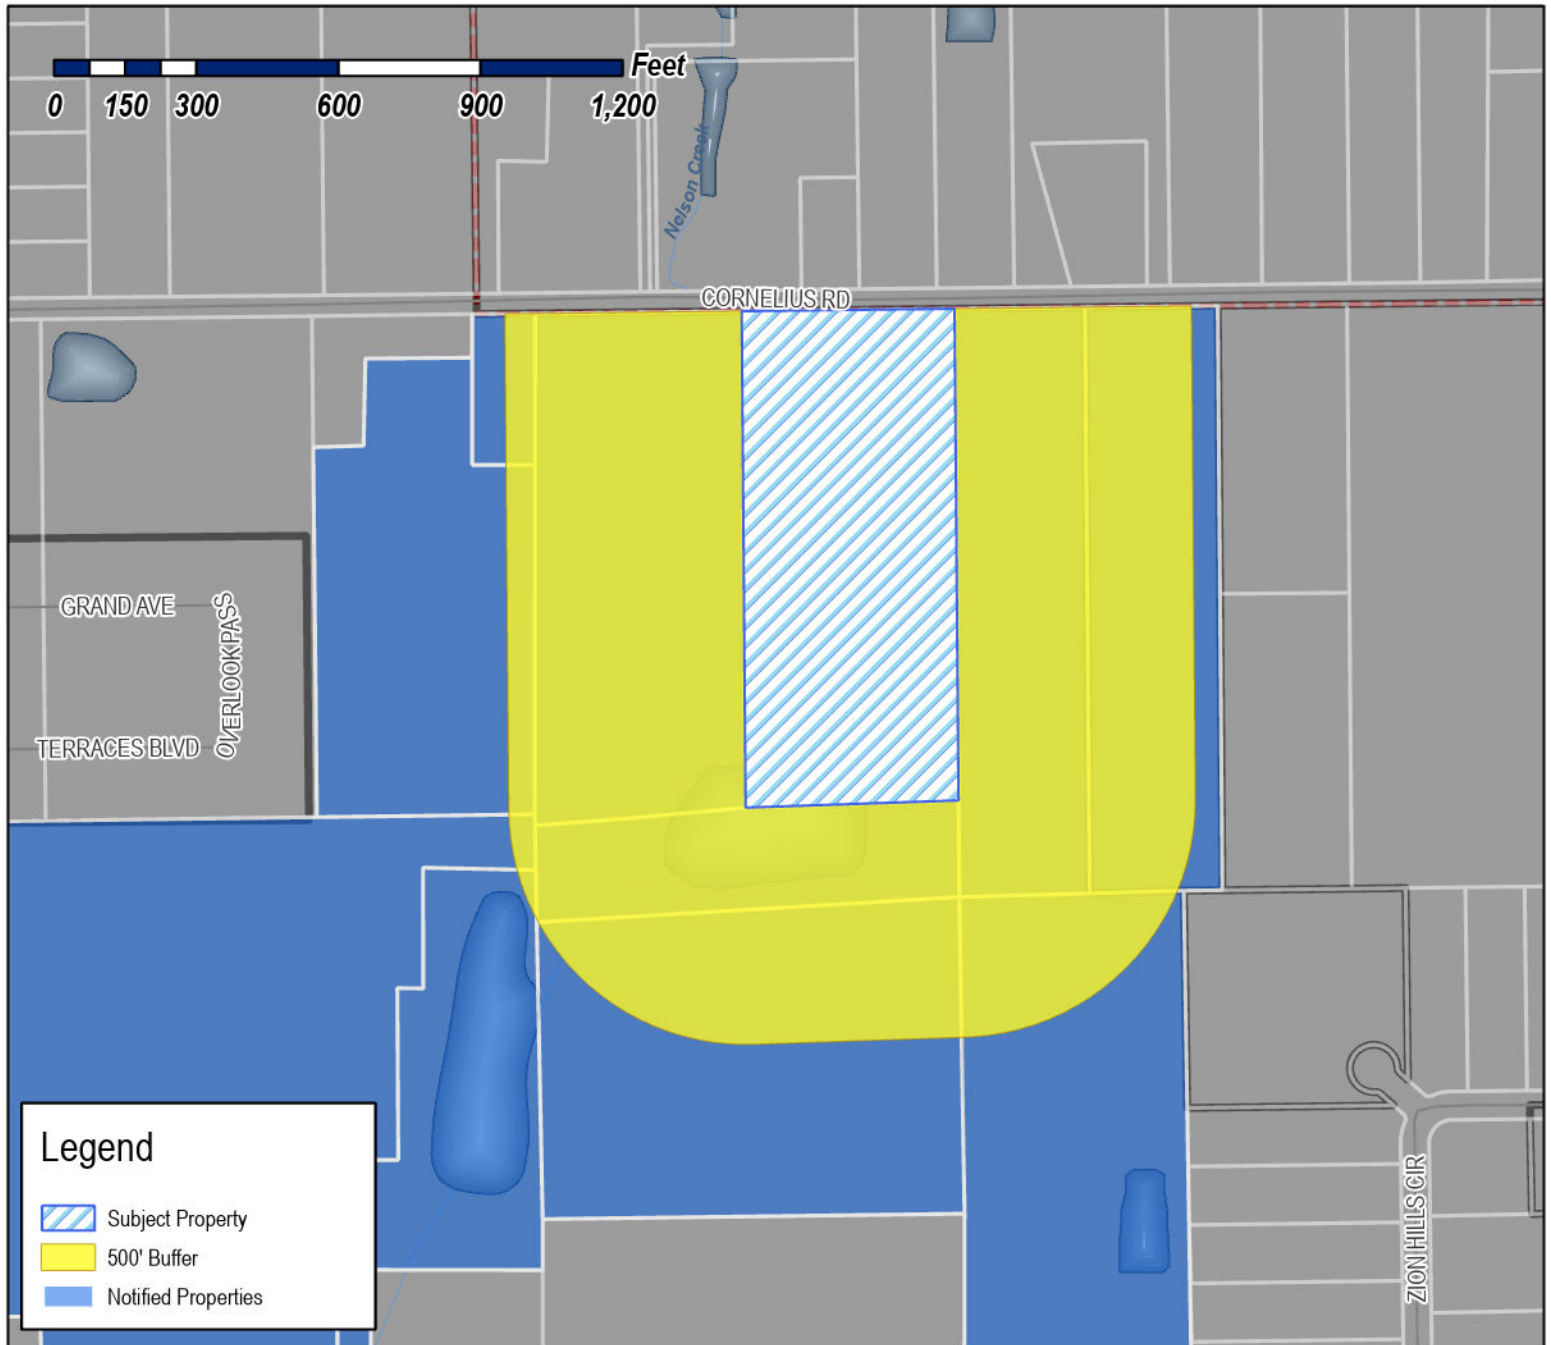 Feet
0 150 300 600 900 1,200
Nelson Creek
CORNELIUS RD
GRAND AVE
OVERLOOK PASS
TERRACES BLVD
ZION HILLS CIR
Legend
Subject Property
500' Buffer
Notified Properties